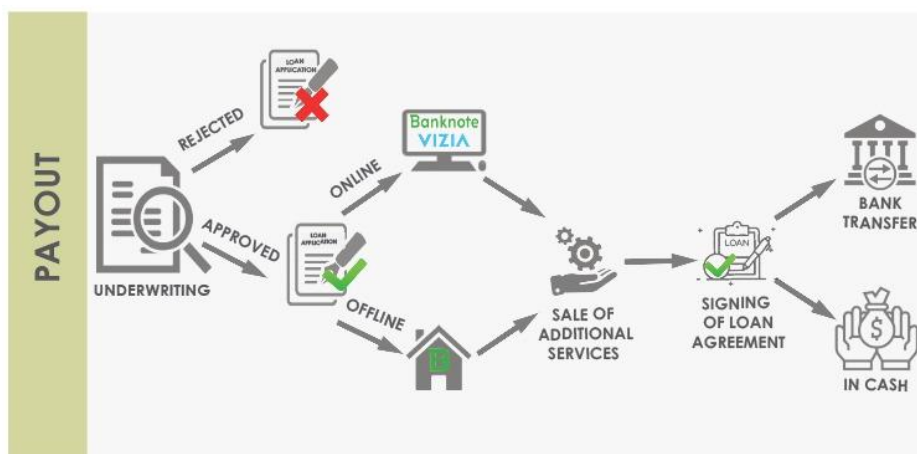 PAYOUT
UNDERWRITING
REJECTED
LOAN
APPLICATION
APPROVED
LOAN
APPLICATION
ONLINE
Banknote
VIZIA
OFFLINE
B
SALE OF
ADDITIONAL
SERVICES
LOAN
SIGNING
OF LOAN
AGREEMENT
BANK
TRANSFER
$
IN CASH